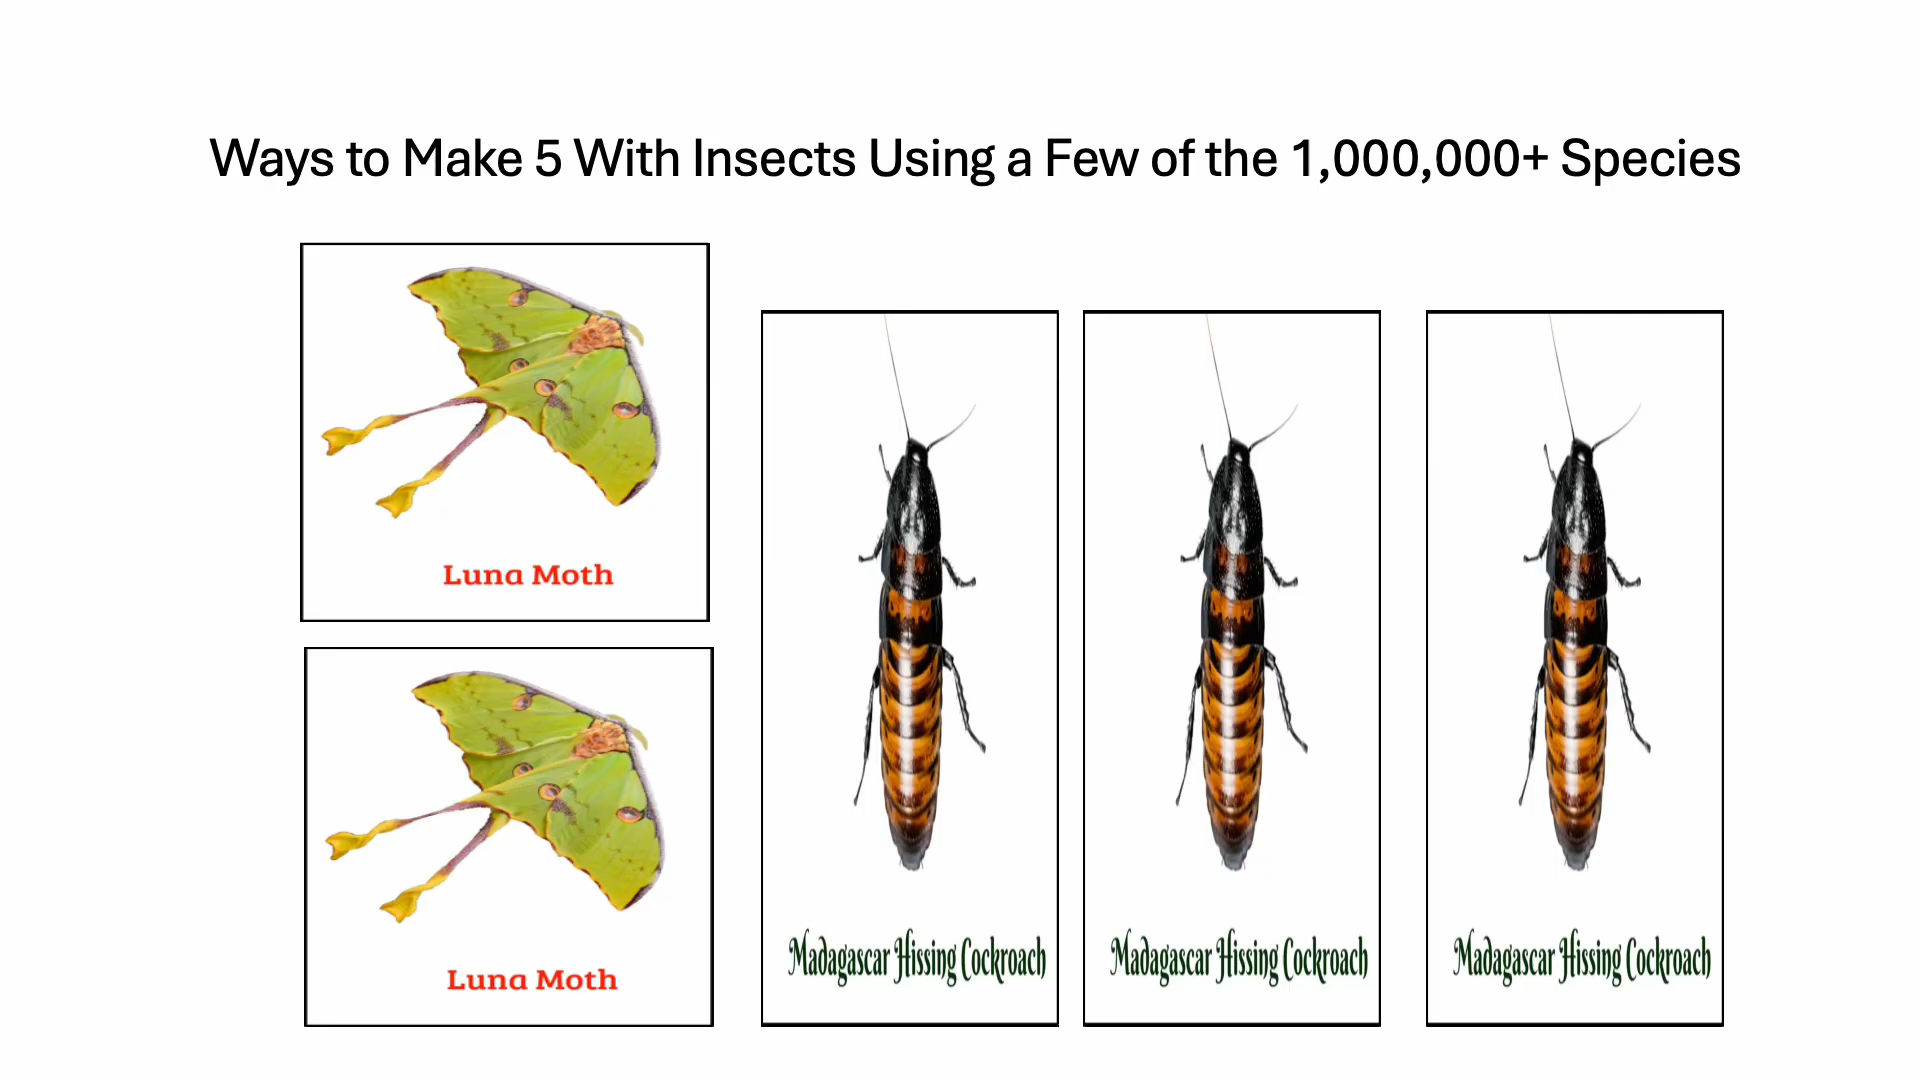 Ways to Make 5 With Insects Using a Few of the 1,000,000+ Species
Luna Moth
Luna Moth
Madagascar Hissing Cockroach
Madagascar Hissing Cockroach
Madagascar Hissing Cockroach